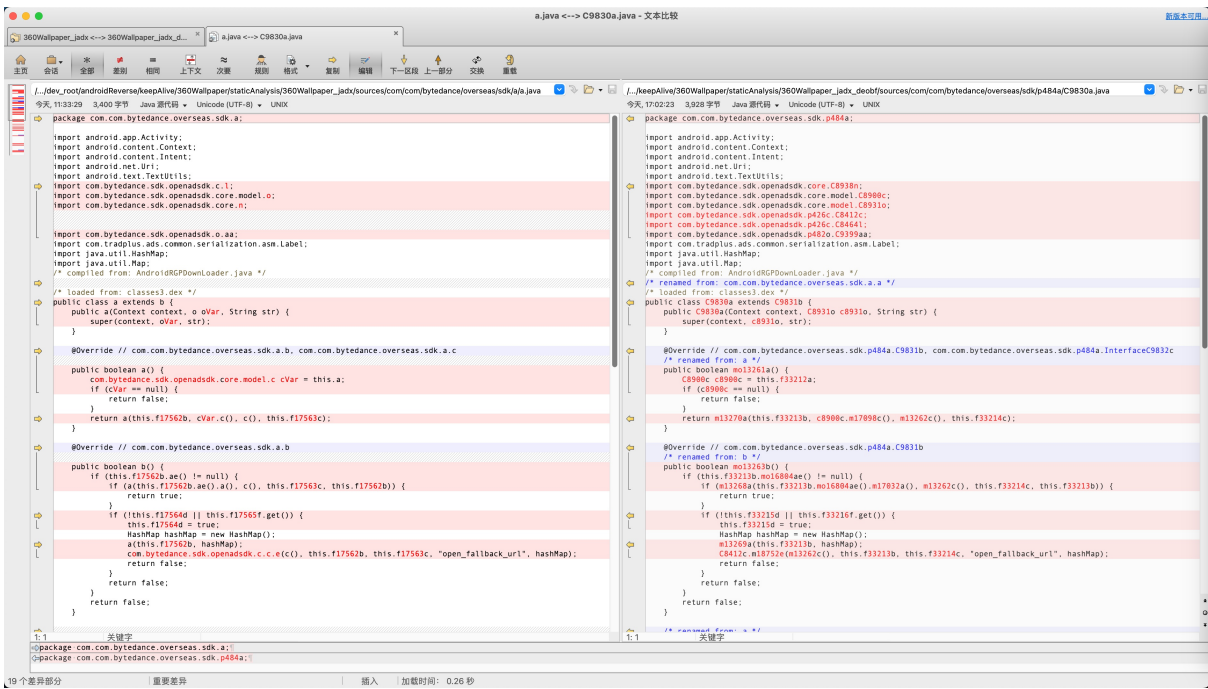 a.java <--> C9830a.java - 文本比较
新版本可用...
360Wallpaper_jadx <--> 360Wallpaper_jadx_d... ×
a.java <--> C9830a.java ×
主页 会话 全部 差别 相同 上下文 次要 规则 格式 复制 编辑 下一区段 上一部分 交换 重载
/.../dev_root/androidReverse/keepAlive/360Wallpaper/staticAnalysis/360Wallpaper_jadx/sources/com/com/bytedance/overseas/sdk/a/a.java
今天, 11:33:29 3,400 字节 Java 源代码 Unicode (UTF-8) UNIX
package com.com.bytedance.overseas.sdk.a;
import android.app.Activity;
import android.content.Context;
import android.content.Intent;
import android.net.Uri;
import android.text.TextUtils;
import com.bytedance.sdk.openadsdk.c.l;
import com.bytedance.sdk.openadsdk.core.model.o;
import com.bytedance.sdk.openadsdk.core.n;
import com.bytedance.sdk.openadsdk.o.aa;
import com.tradplus.ads.common.serialization.asm.Label;
import java.util.HashMap;
import java.util.Map;
/* compiled from: AndroidRGPDownLoader.java */
/* loaded from: classes3.dex */
public class a extends b {
public a(Context context, o oVar, String str) {
super(context, oVar, str);
}
@Override // com.com.bytedance.overseas.sdk.a.b, com.com.bytedance.overseas.sdk.a.c
public boolean a() {
com.bytedance.sdk.openadsdk.core.model.c cVar = this.a;
if (cVar == null) {
return false;
}
return a(this.f17562b, cVar.c(), c(), this.f17563c);
}
@Override // com.com.bytedance.overseas.sdk.a.b
public boolean b() {
if (this.f17562b.ae() != null) {
if (a(this.f17562b.ae().a(), c(), this.f17563c, this.f17562b)) {
return true;
}
if (!this.f17564d || this.f17565f.get()) {
this.f17564d = true;
HashMap hashMap = new HashMap();
a(this.f17562b, hashMap);
com.bytedance.sdk.openadsdk.c.c.e(c(), this.f17562b, this.f17563c, "open_fallback_url", hashMap);
return false;
}
return false;
}
return false;
}
1: 1 关键字
/.../keepAlive/360Wallpaper/staticAnalysis/360Wallpaper_jadx_deobf/sources/com/com/bytedance/overseas/sdk/p484a/C9830a.java
今天, 17:02:23 3,928 字节 Java 源代码 Unicode (UTF-8) UNIX
package com.com.bytedance.overseas.sdk.p484a;
import android.app.Activity;
import android.content.Context;
import android.content.Intent;
import android.net.Uri;
import android.text.TextUtils;
import com.bytedance.sdk.openadsdk.core.C8938n;
import com.bytedance.sdk.openadsdk.core.model.C8900c;
import com.bytedance.sdk.openadsdk.core.model.C8931o;
import com.bytedance.sdk.openadsdk.p426c.C8412c;
import com.bytedance.sdk.openadsdk.p426c.C8464l;
import com.bytedance.sdk.openadsdk.p482o.C9399aa;
import com.tradplus.ads.common.serialization.asm.Label;
import java.util.HashMap;
import java.util.Map;
/* compiled from: AndroidRGPDownLoader.java */
/* renamed from: com.com.bytedance.overseas.sdk.a.a */
/* loaded from: classes3.dex */
public class C9830a extends C9831b {
public C9830a(Context context, C8931o c8931o, String str) {
super(context, c8931o, str);
}
@Override // com.com.bytedance.overseas.sdk.p484a.C9831b, com.com.bytedance.overseas.sdk.p484a.InterfaceC9832c
/* renamed from: a */
public boolean mo13261a() {
C8900c c8900c = this.f33212a;
if (c8900c == null) {
return false;
}
return m13270a(this.f33213b, c8900c.m17098c(), m13262c(), this.f33214c);
}
@Override // com.com.bytedance.overseas.sdk.p484a.C9831b
/* renamed from: b */
public boolean mo13263b() {
if (this.f33213b.mo16804ae() != null) {
if (m13268a(this.f33213b.mo16804ae().m17032a(), m13262c(), this.f33214c, this.f33213b)) {
return true;
}
if (!this.f33215d || this.f33216f.get()) {
this.f33215d = true;
HashMap hashMap = new HashMap();
m13269a(this.f33213b, hashMap);
C8412c.m18752e(m13262c(), this.f33213b, this.f33214c, "open_fallback_url", hashMap);
return false;
}
return false;
}
return false;
}
/* renamed from: a */
1: 1 关键字
package com.com.bytedance.overseas.sdk.a;¶
package com.com.bytedance.overseas.sdk.p484a;¶
19 个差异部分 重要差异 插入 加载时间: 0.26 秒